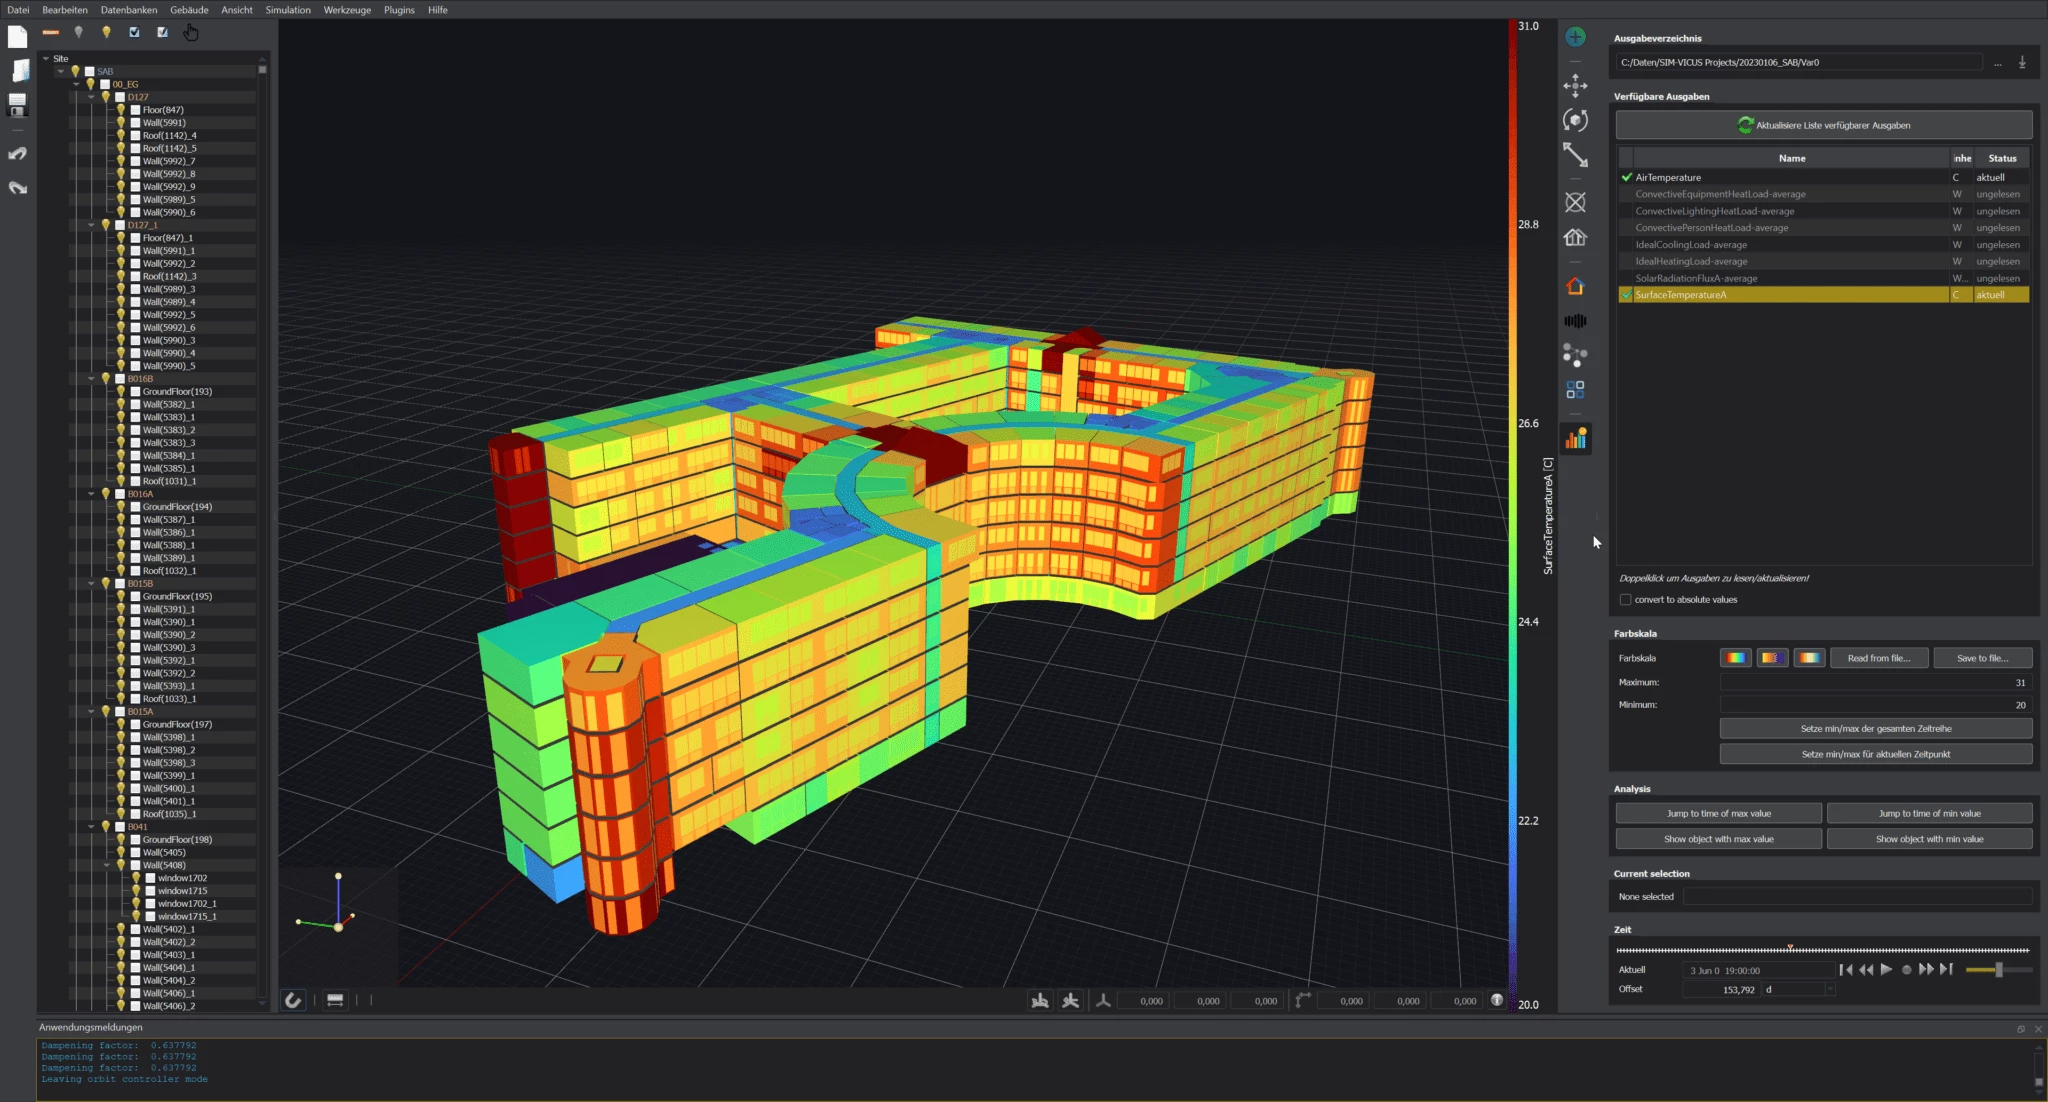 Datei Bearbeiten Datenbanken Gebäude Ansicht Simulation Werkzeuge Plugins Hilfe
Site
SAB
00_EG
D127
Floor(847)
Wall(5991)
Roof(1142)_4
Roof(1142)_5
Wall(5992)_7
Wall(5992)_8
Wall(5992)_9
Wall(5989)_5
Wall(5990)_6
D127_1
Floor(847)_1
Wall(5991)_1
Wall(5992)_2
Roof(1142)_3
Wall(5989)_3
Wall(5989)_4
Wall(5992)_5
Wall(5992)_6
Wall(5990)_3
Wall(5990)_4
Wall(5990)_5
B016B
GroundFloor(193)
Wall(5382)_1
Wall(5383)_1
Wall(5383)_2
Wall(5383)_3
Wall(5384)_1
Wall(5385)_1
Roof(1031)_1
B016A
GroundFloor(194)
Wall(5387)_1
Wall(5386)_1
Wall(5388)_1
Wall(5389)_1
Roof(1032)_1
B015B
GroundFloor(195)
Wall(5391)_1
Wall(5390)_1
Wall(5390)_2
Wall(5390)_3
Wall(5392)_1
Wall(5392)_2
Wall(5393)_1
Roof(1033)_1
B015A
GroundFloor(197)
Wall(5398)_1
Wall(5398)_2
Wall(5398)_3
Wall(5399)_1
Wall(5400)_1
Wall(5401)_1
Roof(1035)_1
B041
GroundFloor(198)
Wall(5405)
Wall(5408)
window1702
window1715
window1702_1
window1715_1
Wall(5402)_1
Wall(5402)_2
Wall(5403)_1
Wall(5404)_1
Wall(5404)_2
Wall(5406)_1
Wall(5406)_2
31.0
28.8
26.6
24.4
22.2
20.0
SurfaceTemperatureA [C]
0,000 0,000 0,000 0,000 0,000 0,000
Ausgabeverzeichnis
C:/Daten/SIM-VICUS Projects/20230106_SAB/Var0
...
Verfügbare Ausgaben
Aktualisiere Liste verfügbarer Ausgaben
Name inhe Status
AirTemperature C aktuell
ConvectiveEquipmentHeatLoad-average W ungelesen
ConvectiveLightingHeatLoad-average W ungelesen
ConvectivePersonHeatLoad-average W ungelesen
IdealCoolingLoad-average W ungelesen
IdealHeatingLoad-average W ungelesen
SolarRadiationFluxA-average W... ungelesen
SurfaceTemperatureA C aktuell
Doppelklick um Ausgaben zu lesen/aktualisieren!
convert to absolute values
Farbskala
Farbskala Read from file... Save to file...
Maximum: 31
Minimum: 20
Setze min/max der gesamten Zeitreihe
Setze min/max für aktuellen Zeitpunkt
Analysis
Jump to time of max value Jump to time of min value
Show object with max value Show object with min value
Current selection
None selected
Zeit
Aktuell 3 Jun 0 19:00:00
Offset 153,792 d
Anwendungsmeldungen
Dampening factor: 0.637792
Dampening factor: 0.637792
Dampening factor: 0.637792
Leaving orbit controller mode